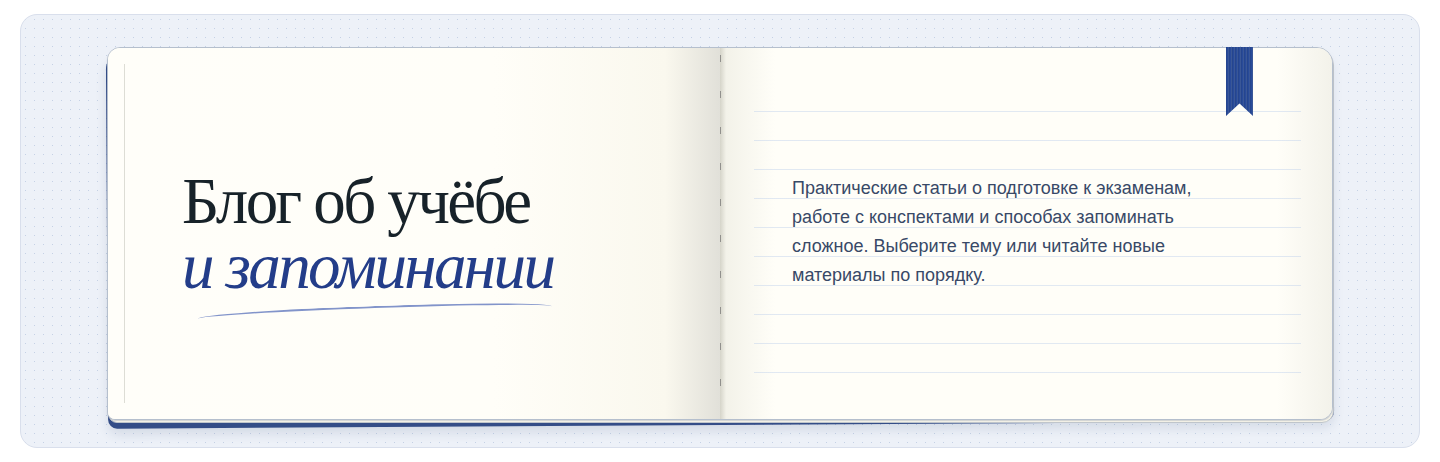 Блог об учёбе
и запоминании
Практические статьи о подготовке к экзаменам,
работе с конспектами и способах запоминать
сложное. Выберите тему или читайте новые
материалы по порядку.